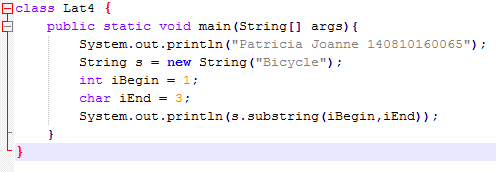 class Lat4 {
public static void main(String[] args){
System.out.println("Patricia Joanne 140810160065");
String s = new String("Bicycle");
int iBegin = 1;
char iEnd = 3;
System.out.println(s.substring(iBegin,iEnd));
}
}